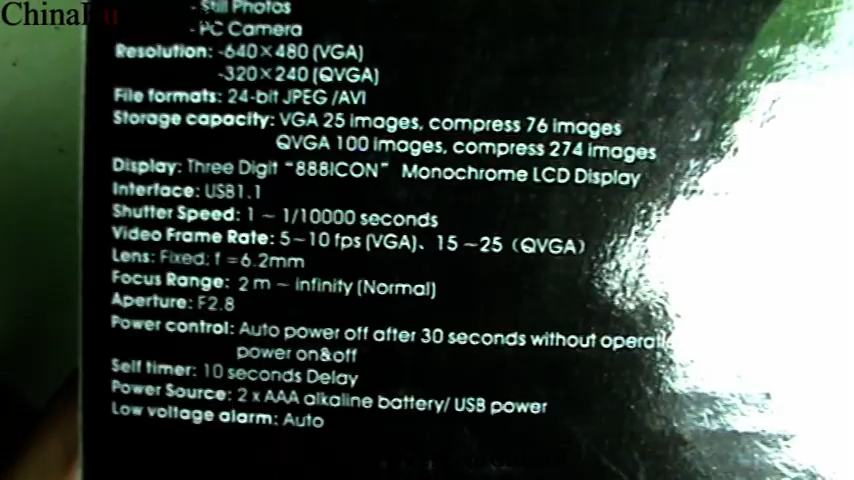 - Still Photos
- PC Camera
Resolution: -640×480 (VGA)
-320×240 (QVGA)
File formats: 24-bit JPEG /AVI
Storage capacity: VGA 25 images, compress 76 images
QVGA 100 images, compress 274 images
Display: Three Digit "888ICON" Monochrome LCD Display
Interface: USB1.1
Shutter Speed: 1 ~ 1/10000 seconds
Video Frame Rate: 5~10 fps (VGA)、15~25（QVGA）
Lens: Fixed: f =6.2mm
Focus Range: 2 m ~ infinity (Normal)
Aperture: F2.8
Power control: Auto power off after 30 seconds without
power on&off
Self timer: 10 seconds Delay
Power Source: 2 x AAA alkaline battery/ USB power
Low voltage alarm: Auto